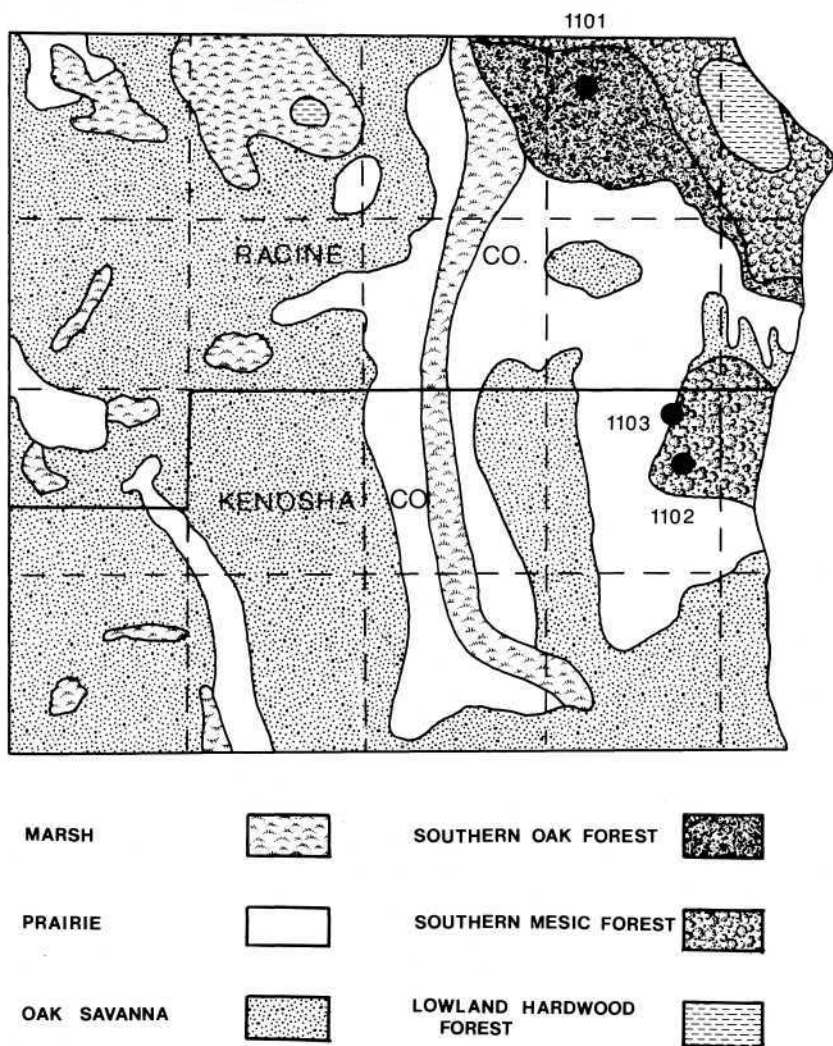 1101
RACINE CO.
1103
KENOSHA CO
1102
MARSH
SOUTHERN OAK FOREST
PRAIRIE
SOUTHERN MESIC FOREST
OAK SAVANNA
LOWLAND HARDWOOD
FOREST